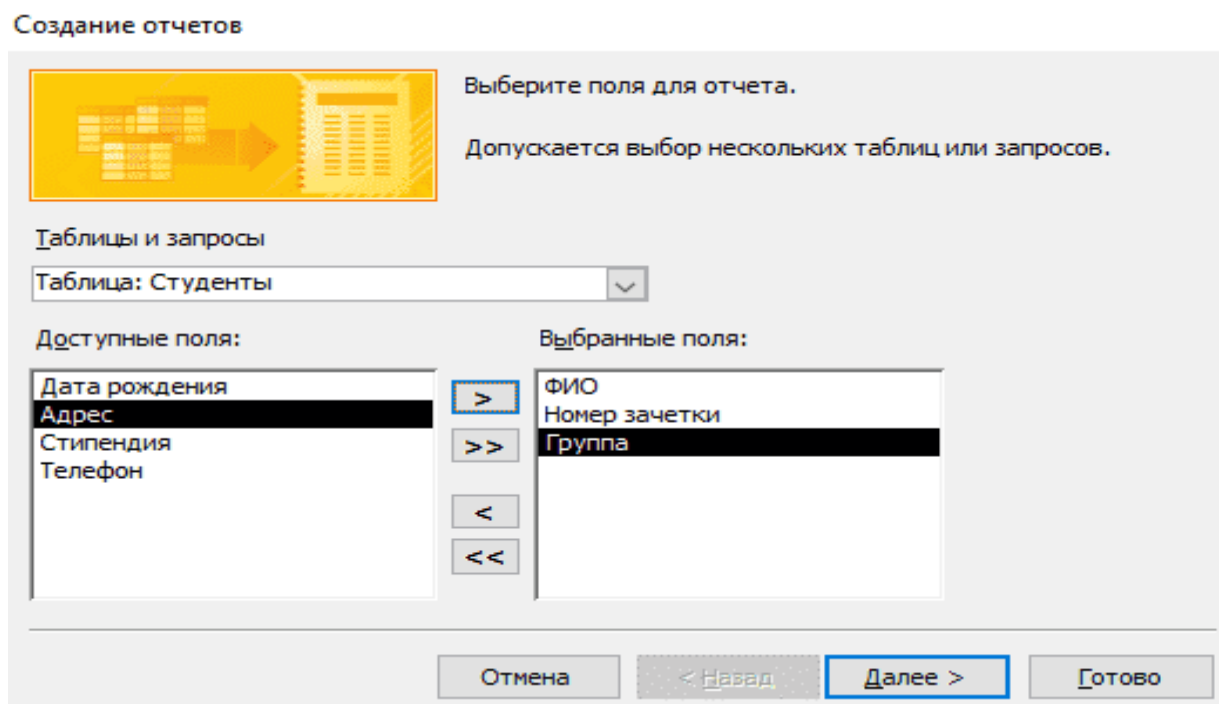 Создание отчетов
Выберите поля для отчета.
Допускается выбор нескольких таблиц или запросов.
Таблицы и запросы
Таблица: Студенты
Доступные поля:
Выбранные поля:
Дата рождения
Адрес
Стипендия
Телефон
>
>>
<
<<
ФИО
Номер зачетки
Группа
Отмена
< Назад
Далее >
Готово